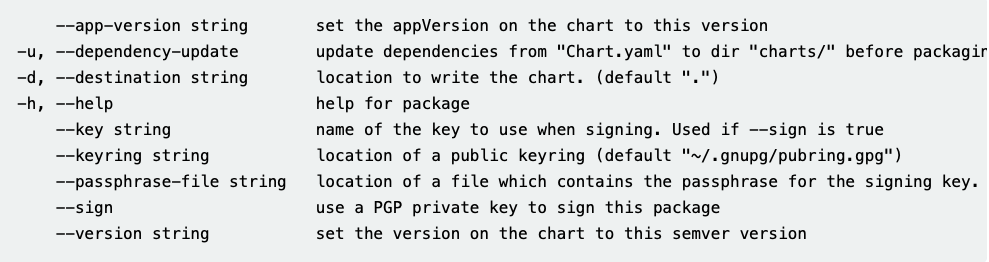 --app-version string set the appVersion on the chart to this version
-u, --dependency-update update dependencies from "Chart.yaml" to dir "charts/" before packagin
-d, --destination string location to write the chart. (default ".")
-h, --help help for package
--key string name of the key to use when signing. Used if --sign is true
--keyring string location of a public keyring (default "~/.gnupg/pubring.gpg")
--passphrase-file string location of a file which contains the passphrase for the signing key.
--sign use a PGP private key to sign this package
--version string set the version on the chart to this semver version